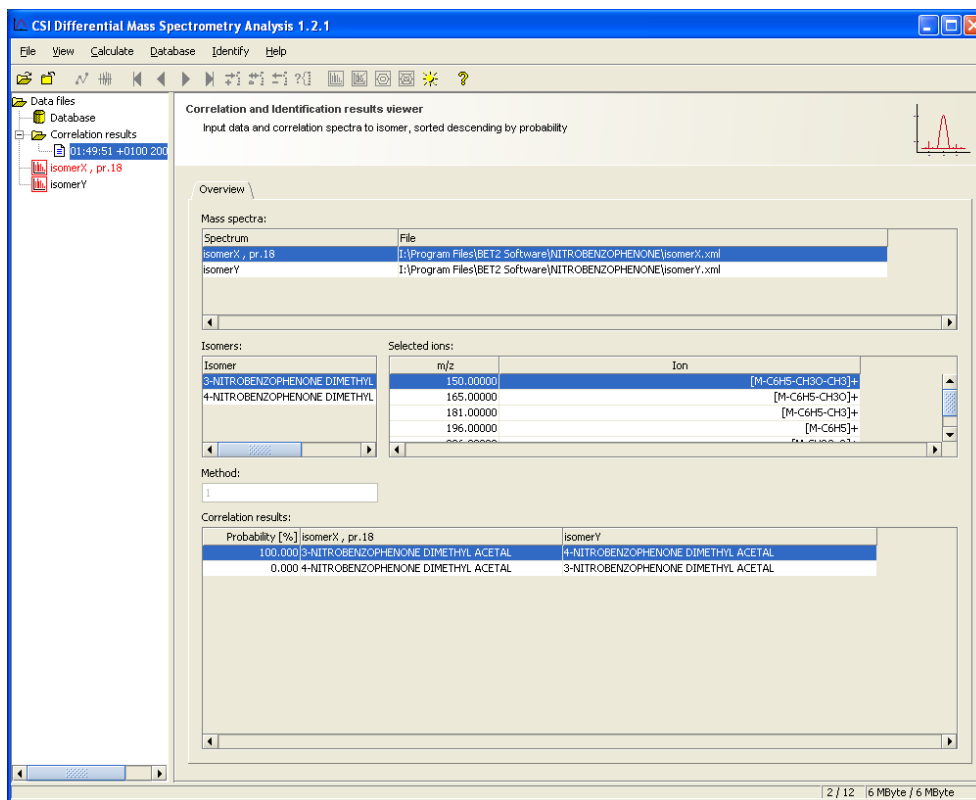 CSI Differential Mass Spectrometry Analysis 1.2.1
File View Calculate Database Identify Help
Data files
Database
Correlation results
01:49:51 +0100 200
isomerX , pr.18
isomerY
Correlation and Identification results viewer
Input data and correlation spectra to isomer, sorted descending by probability
Overview
Mass spectra:
Spectrum File
isomerX , pr.18 I:\Program Files\BET2 Software\NITROBENZOPHENONE\isomerX.xml
isomerY I:\Program Files\BET2 Software\NITROBENZOPHENONE\isomerY.xml
Isomers:
Isomer
3-NITROBENZOPHENONE DIMETHYL
4-NITROBENZOPHENONE DIMETHYL
Selected ions:
m/z Ion
150.00000 [M-C6H5-CH3O-CH3]+
165.00000 [M-C6H5-CH3O]+
181.00000 [M-C6H5-CH3]+
196.00000 [M-C6H5]+
Method:
1
Correlation results:
Probability [%] isomerX , pr.18 isomerY
100.000 3-NITROBENZOPHENONE DIMETHYL ACETAL 4-NITROBENZOPHENONE DIMETHYL ACETAL
0.000 4-NITROBENZOPHENONE DIMETHYL ACETAL 3-NITROBENZOPHENONE DIMETHYL ACETAL
2 / 12 6 MByte / 6 MByte